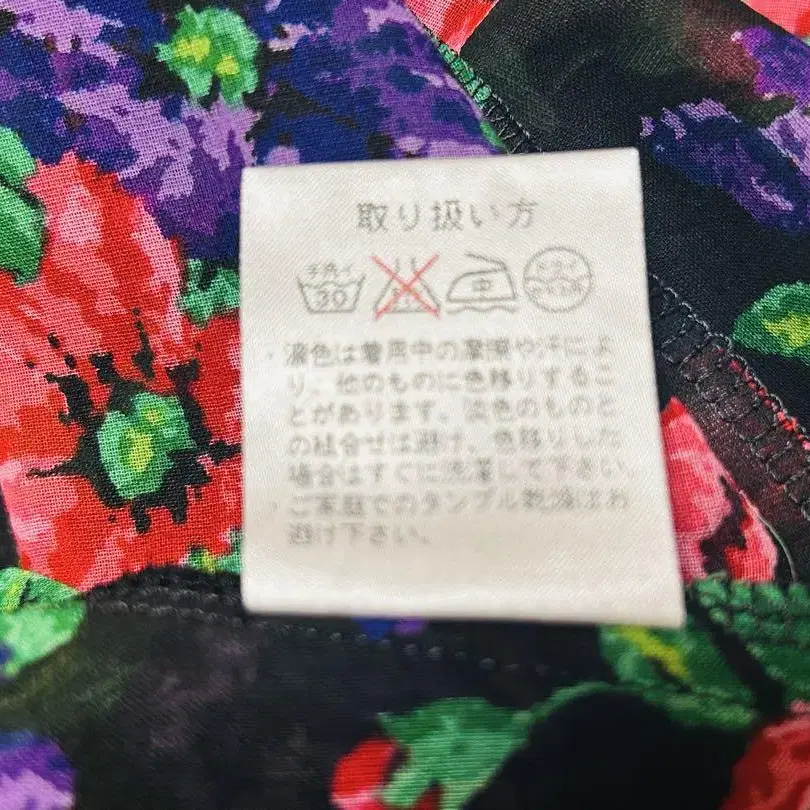 取り扱い方
手洗イ
30
中
ドライ
・濃色は着用中の摩擦や汗によ
り、他のものに色移りするこ
とがあります。淡色のものと
の組合せは避け、色移りした
場合はすぐに洗濯して下さい。
・ご家庭でのタンブル乾燥はお
避け下さい。